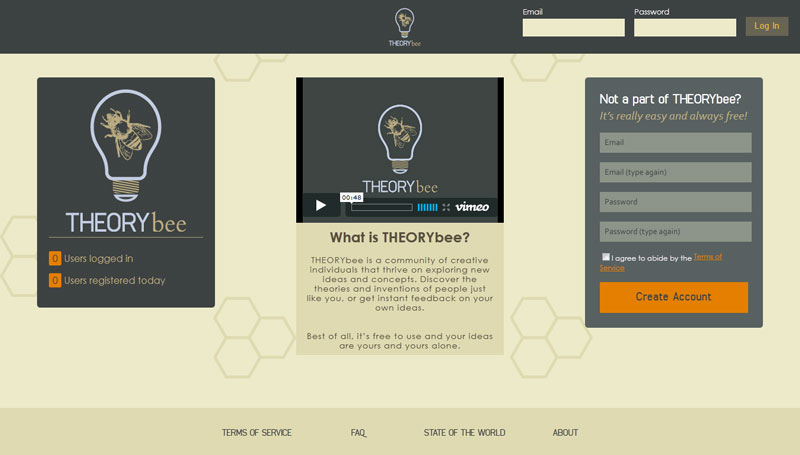 Email
Password
Log In
THEORYbee
THEORYbee
0 Users logged in
0 Users registered today
THEORYbee
00:48
vimeo
What is THEORYbee?
THEORYbee is a community of creative
individuals that thrive on exploring new
ideas and concepts. Discover the
theories and inventions of people just
like you, or get instant feedback on your
own ideas.
Best of all, it's free to use and your ideas
are yours and yours alone.
Not a part of THEORYbee?
It's really easy and always free!
Email
Email (type again)
Password
Password (type again)
I agree to abide by the Terms of
Service
Create Account
TERMS OF SERVICE
FAQ
STATE OF THE WORLD
ABOUT